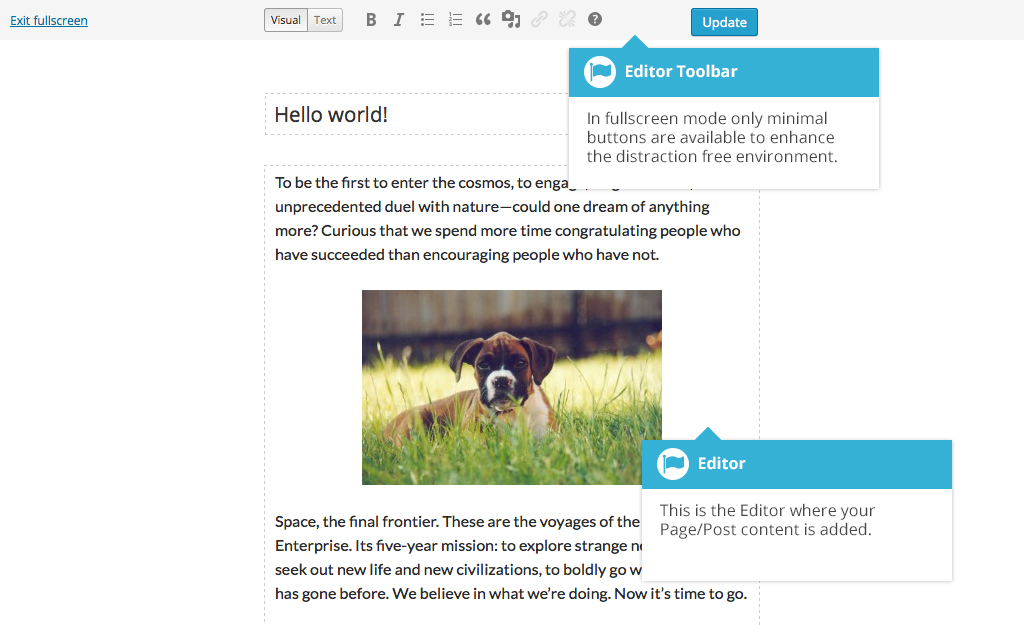 Exit fullscreen
Visual Text B I Update
Editor Toolbar
In fullscreen mode only minimal
buttons are available to enhance
the distraction free environment.
Hello world!
To be the first to enter the cosmos, to
unprecedented duel with nature—could one dream of anything
more? Curious that we spend more time congratulating people who
have succeeded than encouraging people who have not.
Editor
This is the Editor where your
Page/Post content is added.
Space, the final frontier. These are the voyages of the
Enterprise. Its five-year mission: to explore strange
seek out new life and new civilizations, to boldly go
has gone before. We believe in what we're doing. Now it's time to go.